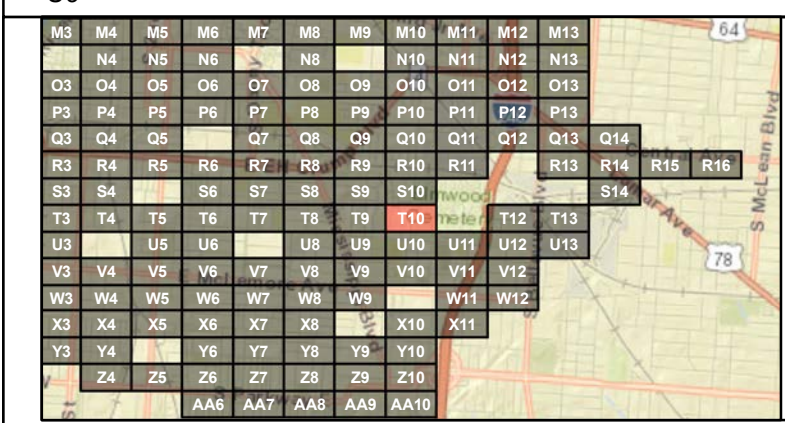 M3 M4 M5 M6 M7 M8 M9 M10 M11 M12 M13 64
N4 N5 N6 N8 N10 N11 N12 N13
O3 O4 O5 O6 O7 O8 O9 O10 O11 O12 O13
P3 P4 P5 P6 P7 P8 P9 P10 P11 P12 P13
Q3 Q4 Q5 Q7 Q8 Q9 Q10 Q11 Q12 Q13 Q14
R3 R4 R5 R6 R7 R8 R9 R10 R11 R13 R14 R15 R16
S3 S4 S6 S7 S8 S9 S10 S14
T3 T4 T5 T6 T7 T8 T9 T10 T12 T13
U3 U5 U6 U8 U9 U10 U11 U12 U13
V3 V4 V5 V6 V7 V8 V9 V10 V11 V12 78
W3 W4 W5 W6 W7 W8 W9 W11 W12
X3 X4 X5 X6 X7 X8 X10 X11
Y3 Y4 Y6 Y7 Y8 Y9 Y10
Z4 Z5 Z6 Z7 Z8 Z9 Z10
AA6 AA7 AA8 AA9 AA10
S McLean Blvd